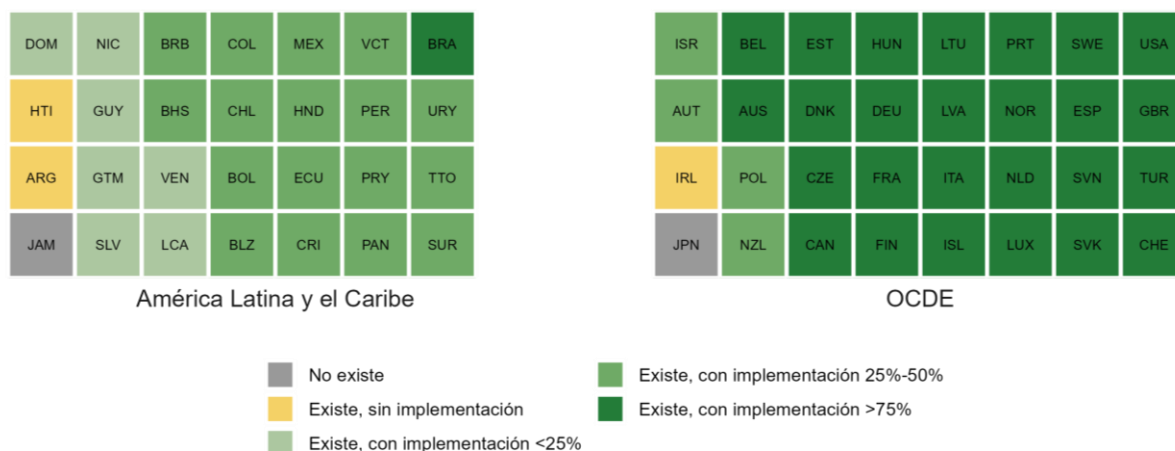 DOM NIC BRB COL MEX VCT BRA
HTI GUY BHS CHL HND PER URY
ARG GTM VEN BOL ECU PRY TTO
JAM SLV LCA BLZ CRI PAN SUR
América Latina y el Caribe
ISR BEL EST HUN LTU PRT SWE USA
AUT AUS DNK DEU LVA NOR ESP GBR
IRL POL CZE FRA ITA NLD SVN TUR
JPN NZL CAN FIN ISL LUX SVK CHE
OCDE
No existe
Existe, sin implementación
Existe, con implementación <25%
Existe, con implementación 25%-50%
Existe, con implementación >75%